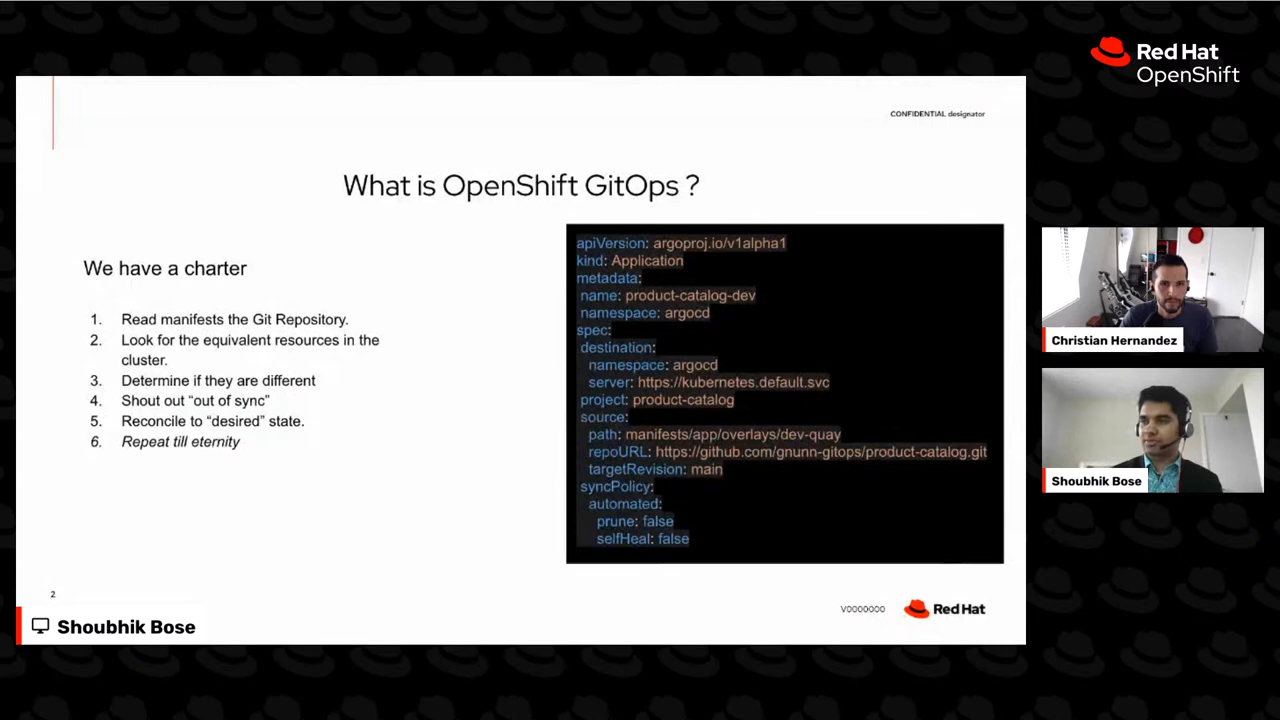 Red Hat
OpenShift
CONFIDENTIAL designator
What is OpenShift GitOps ?
We have a charter
1. Read manifests the Git Repository.
2. Look for the equivalent resources in the
cluster.
3. Determine if they are different
4. Shout out “out of sync”
5. Reconcile to “desired” state.
6. Repeat till eternity
apiVersion: argoproj.io/v1alpha1
kind: Application
metadata:
name: product-catalog-dev
namespace: argocd
spec:
destination:
namespace: argocd
server: https://kubernetes.default.svc
project: product-catalog
source:
path: manifests/app/overlays/dev-quay
repoURL: https://github.com/gnunn-gitops/product-catalog.git
targetRevision: main
syncPolicy:
automated:
prune: false
selfHeal: false
2
V0000000
Red Hat
Shoubhik Bose
Christian Hernandez
Shoubhik Bose